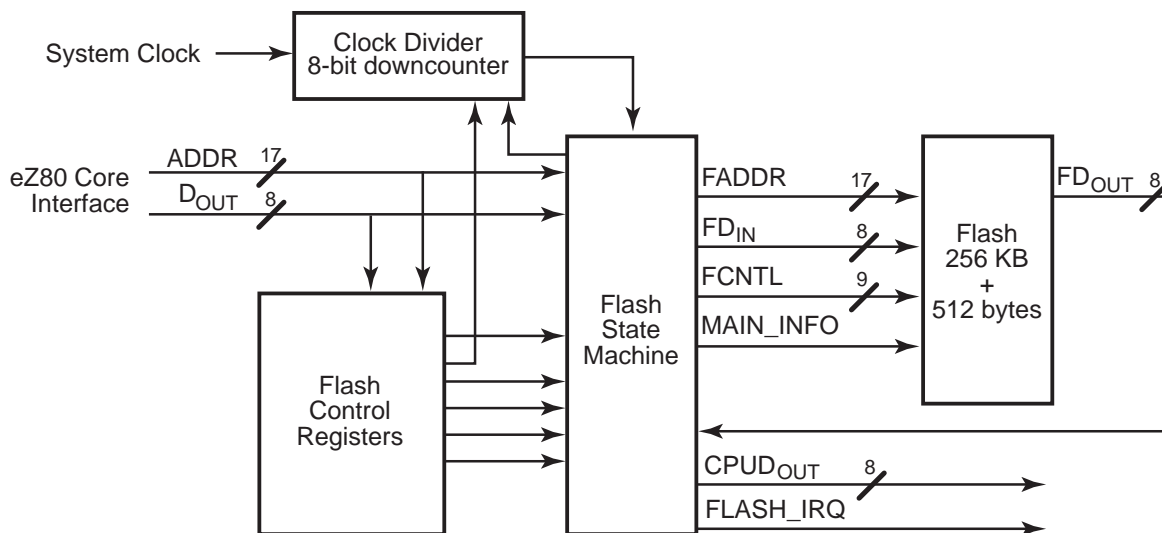 System Clock
Clock Divider
8-bit downcounter
eZ80 Core
Interface
ADDR
17
DOUT
8
Flash
Control
Registers
Flash
State
Machine
FADDR
17
FDIN
8
FCNTL
9
MAIN_INFO
Flash
256 KB
+
512 bytes
FDOUT
8
CPUDOUT
8
FLASH_IRQ